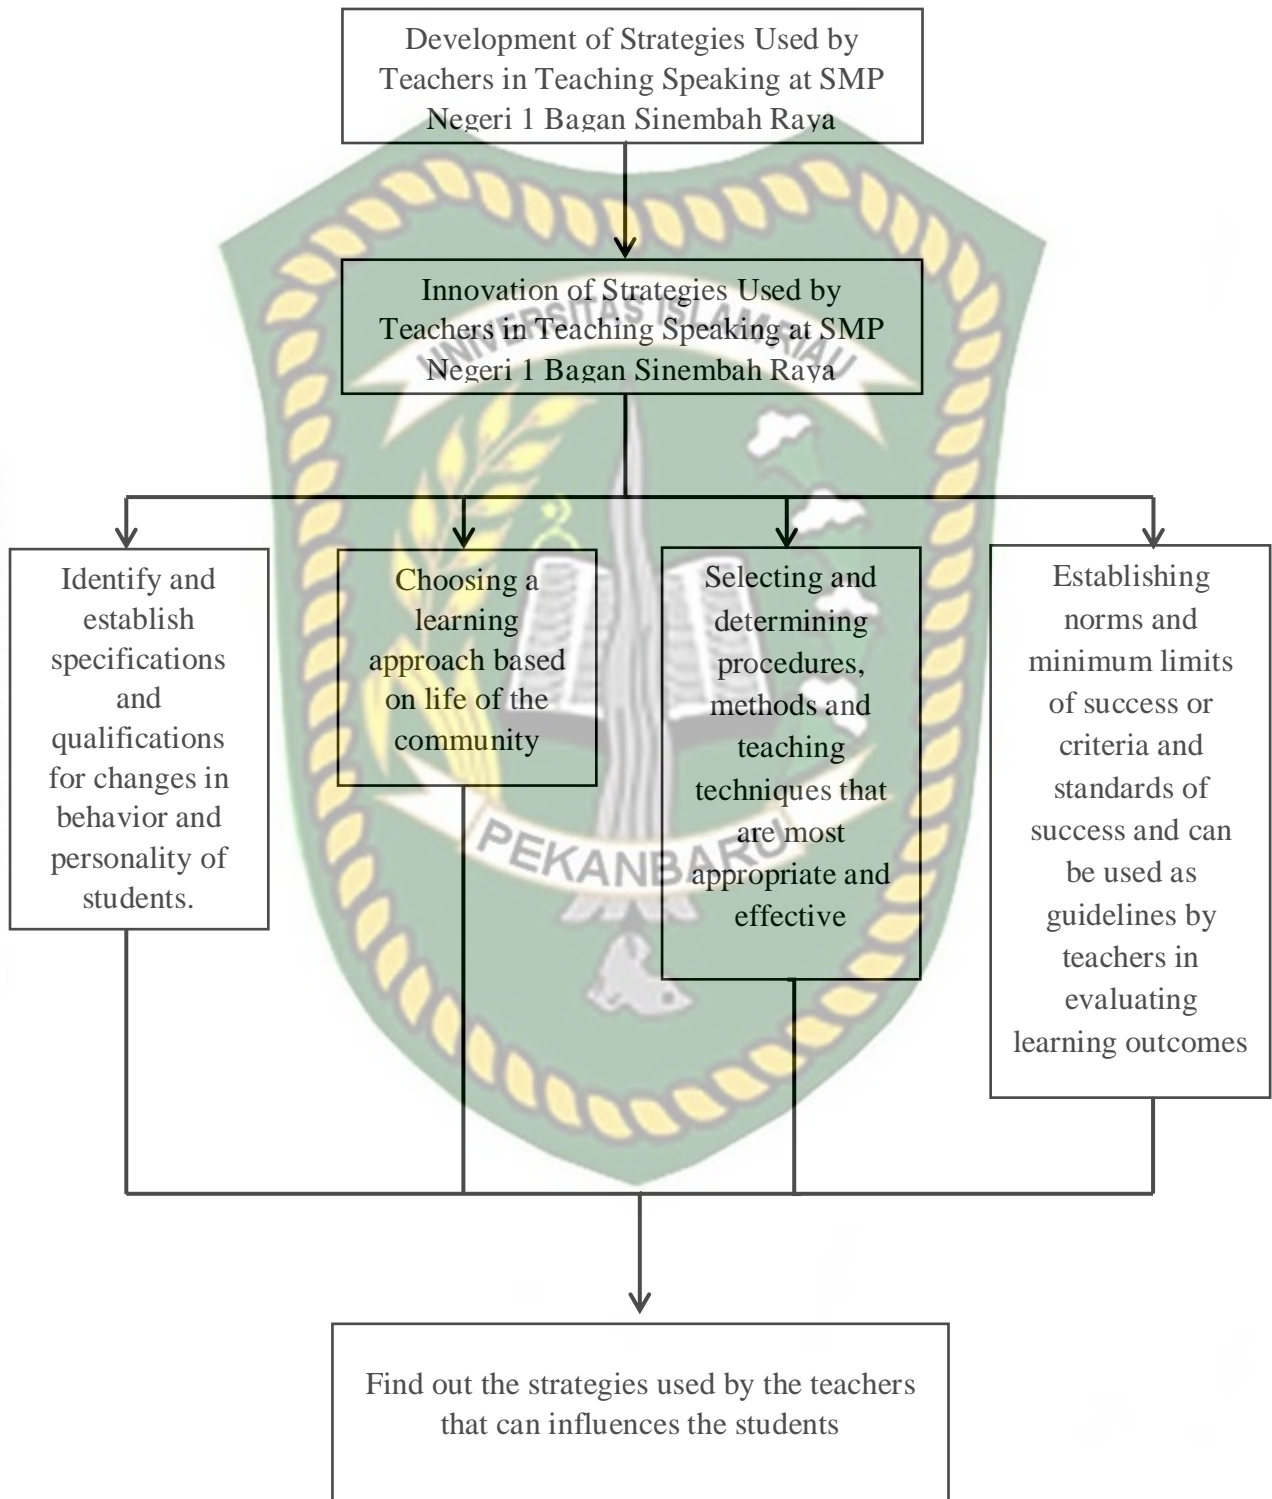 Development of Strategies Used by
Teachers in Teaching Speaking at SMP
Negeri 1 Bagan Sinembah Raya
Innovation of Strategies Used by
Teachers in Teaching Speaking at SMP
Negeri 1 Bagan Sinembah Raya
UNIVERSITAS ISLAM RIAU
Identify and
establish
specifications
and
qualifications
for changes in
behavior and
personality of
students.
Choosing a
learning
approach based
on life of the
community
Selecting and
determining
procedures,
methods and
teaching
techniques that
are most
appropriate and
effective
Establishing
norms and
minimum limits
of success or
criteria and
standards of
success and can
be used as
guidelines by
teachers in
evaluating
learning outcomes
PEKANBARU
Find out the strategies used by the teachers
that can influences the students